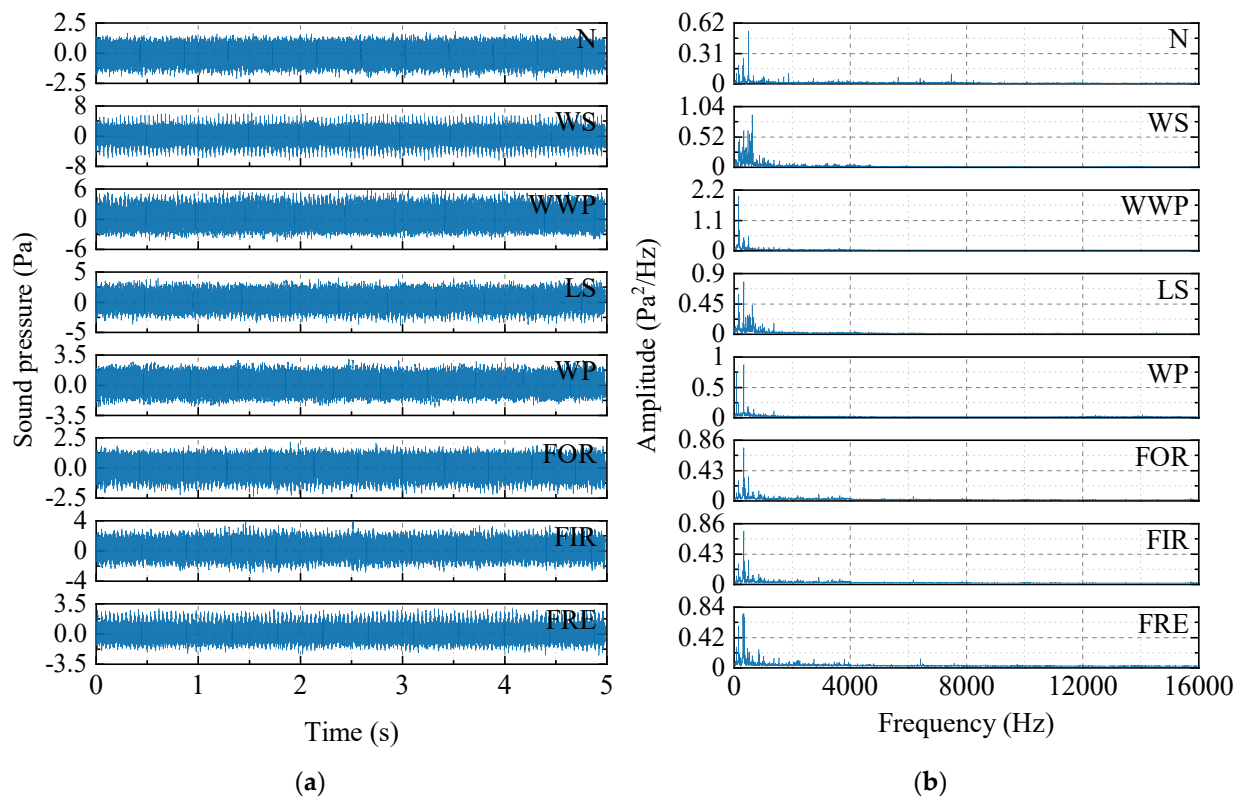 Sound pressure (Pa)
2.5
0.0
-2.5
N
8
0
-8
WS
6
0
-6
WWP
5
0
-5
LS
3.5
0.0
-3.5
WP
2.5
0.0
-2.5
FOR
4
0
-4
FIR
3.5
0.0
-3.5
FRE
0 1 2 3 4 5
Time (s)
(a)
Amplitude (Pa²/Hz)
0.62
0.31
0
N
1.04
0.52
0
WS
2.2
1.1
0
WWP
0.9
0.45
0
LS
1
0.5
0
WP
0.86
0.43
0
FOR
0.86
0.43
0
FIR
0.84
0.42
0
FRE
0 4000 8000 12000 16000
Frequency (Hz)
(b)